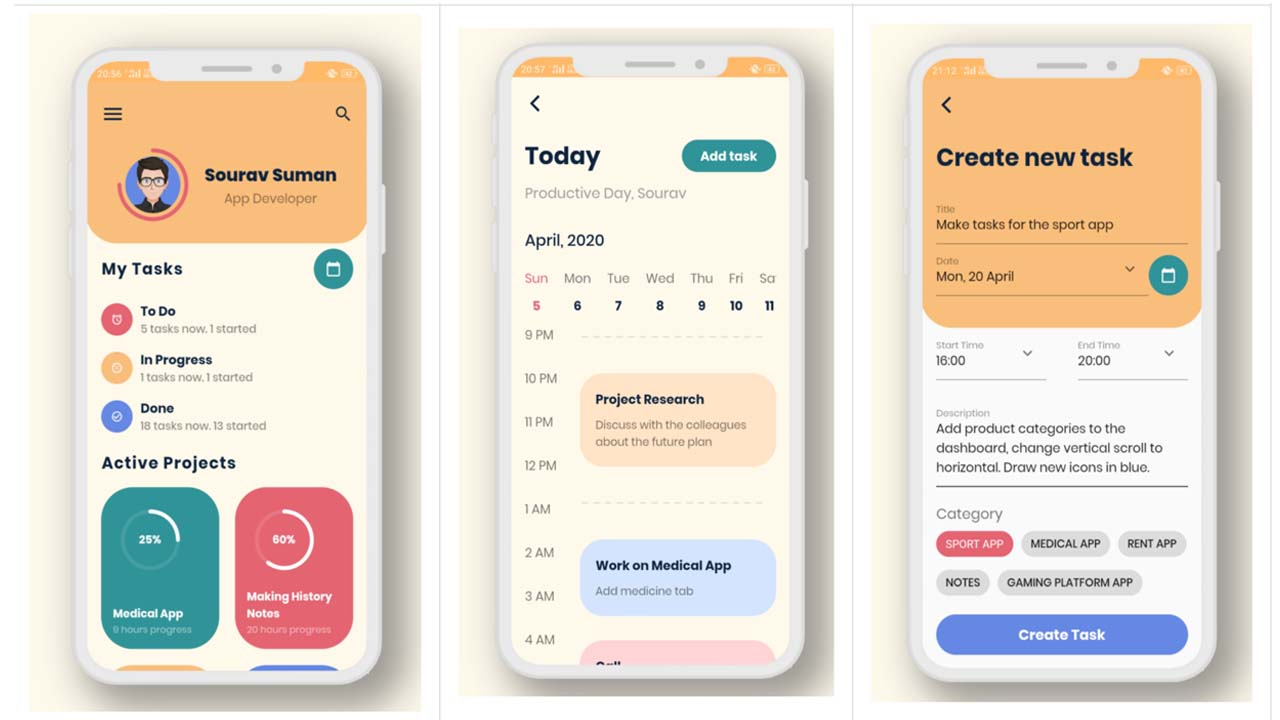 20:56
My Tasks
Sourav Suman
App Developer
To Do
5 tasks now. 1 started
In Progress
1 tasks now. 1 started
Done
18 tasks now. 13 started
Active Projects
25%
Medical App
9 hours progress
60%
Making History
Notes
20 hours progress
20:57
Today
Add task
Productive Day, Sourav
April, 2020
Sun Mon Tue Wed Thu Fri Sa
5 6 7 8 9 10 11
9 PM
10 PM
Project Research
11 PM
Discuss with the colleagues
about the future plan
12 PM
1 AM
2 AM
Work on Medical App
3 AM
Add medicine tab
4 AM
Call
21:12
Create new task
Title
Make tasks for the sport app
Date
Mon, 20 April
Start Time End Time
16:00 20:00
Description
Add product categories to the
dashboard, change vertical scroll to
horizontal. Draw new icons in blue.
Category
SPORT APP MEDICAL APP RENT APP
NOTES GAMING PLATFORM APP
Create Task